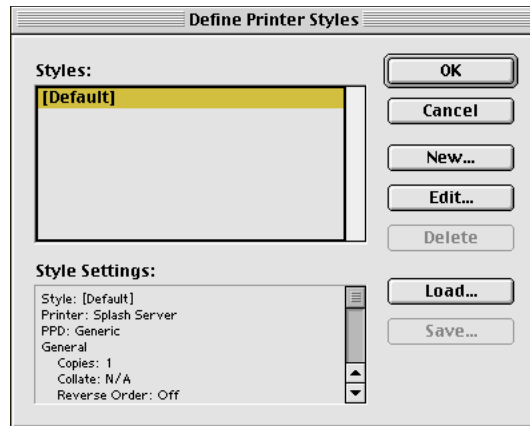 Define Printer Styles
Styles:
[Default]
OK
Cancel
New...
Edit...
Delete
Style Settings:
Style: [Default]
Printer: Splash Server
PPD: Generic
General
Copies: 1
Collate: N/A
Reverse Order: Off
Load...
Save...